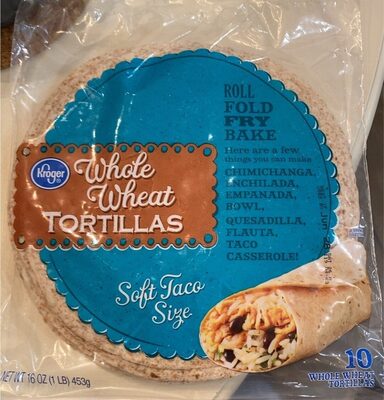 ROLL
FOLD
FRY
BAKE
Here are a few
things you can make
CHIMICHANGA,
ENCHILADA,
EMPANADA,
BOWL,
QUESADILLA,
FLAUTA,
TACO
CASSEROLE!
Kroger
Whole
Wheat
TORTILLAS
Soft Taco
Size
NET WT 16 OZ (1 LB) 453g
10
WHOLE WHEAT
TORTILLAS